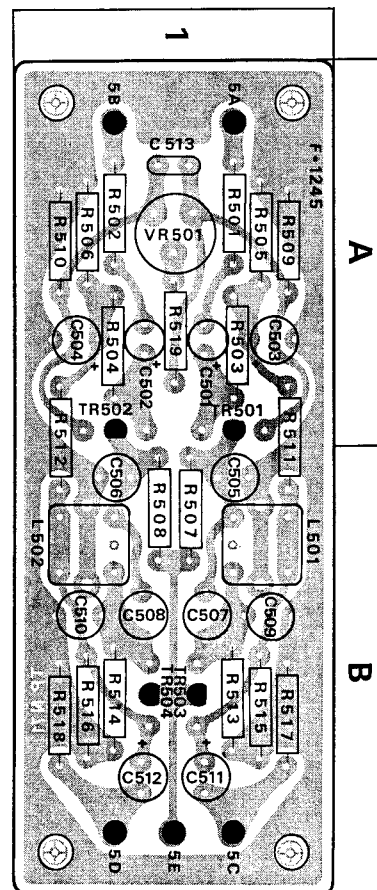 1
A
B
5B
5A
F-1245
C513
R510
R506
R502
VR501
R501
R505
R509
C504
R504
C502
R519
C501
R503
C503
TR502
TR501
R512
C506
R508
R507
C505
R511
L502
L501
C510
C508
C507
C509
TR503
TR504
R518
R516
R514
R513
R515
R517
C512
C511
5D
5E
5C
+
+
+
+